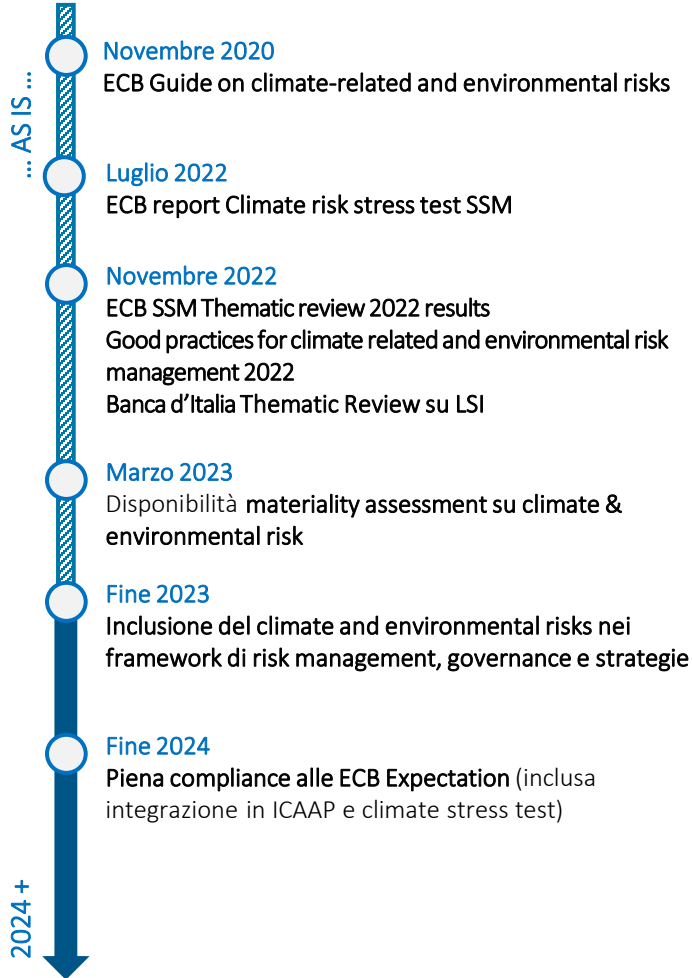 ... AS IS ...
Novembre 2020
ECB Guide on climate-related and environmental risks
Luglio 2022
ECB report Climate risk stress test SSM
Novembre 2022
ECB SSM Thematic review 2022 results
Good practices for climate related and environmental risk
management 2022
Banca d’Italia Thematic Review su LSI
Marzo 2023
Disponibilità materiality assessment su climate &
environmental risk
Fine 2023
Inclusione del climate and environmental risks nei
framework di risk management, governance e strategie
Fine 2024
Piena compliance alle ECB Expectation (inclusa
integrazione in ICAAP e climate stress test)
2024 +